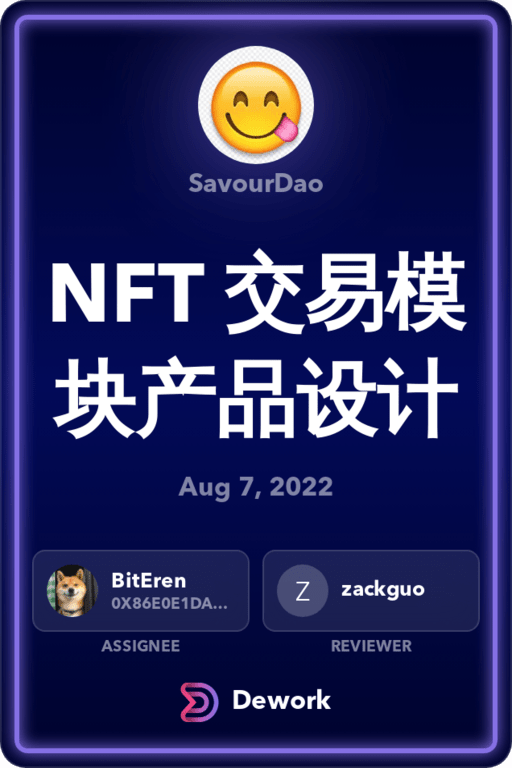 SavourDao
NFT 交易模
块产品设计
Aug 7, 2022
BitEren
0X86E0E1DA...
ASSIGNEE
Z
zackguo
REVIEWER
Dework